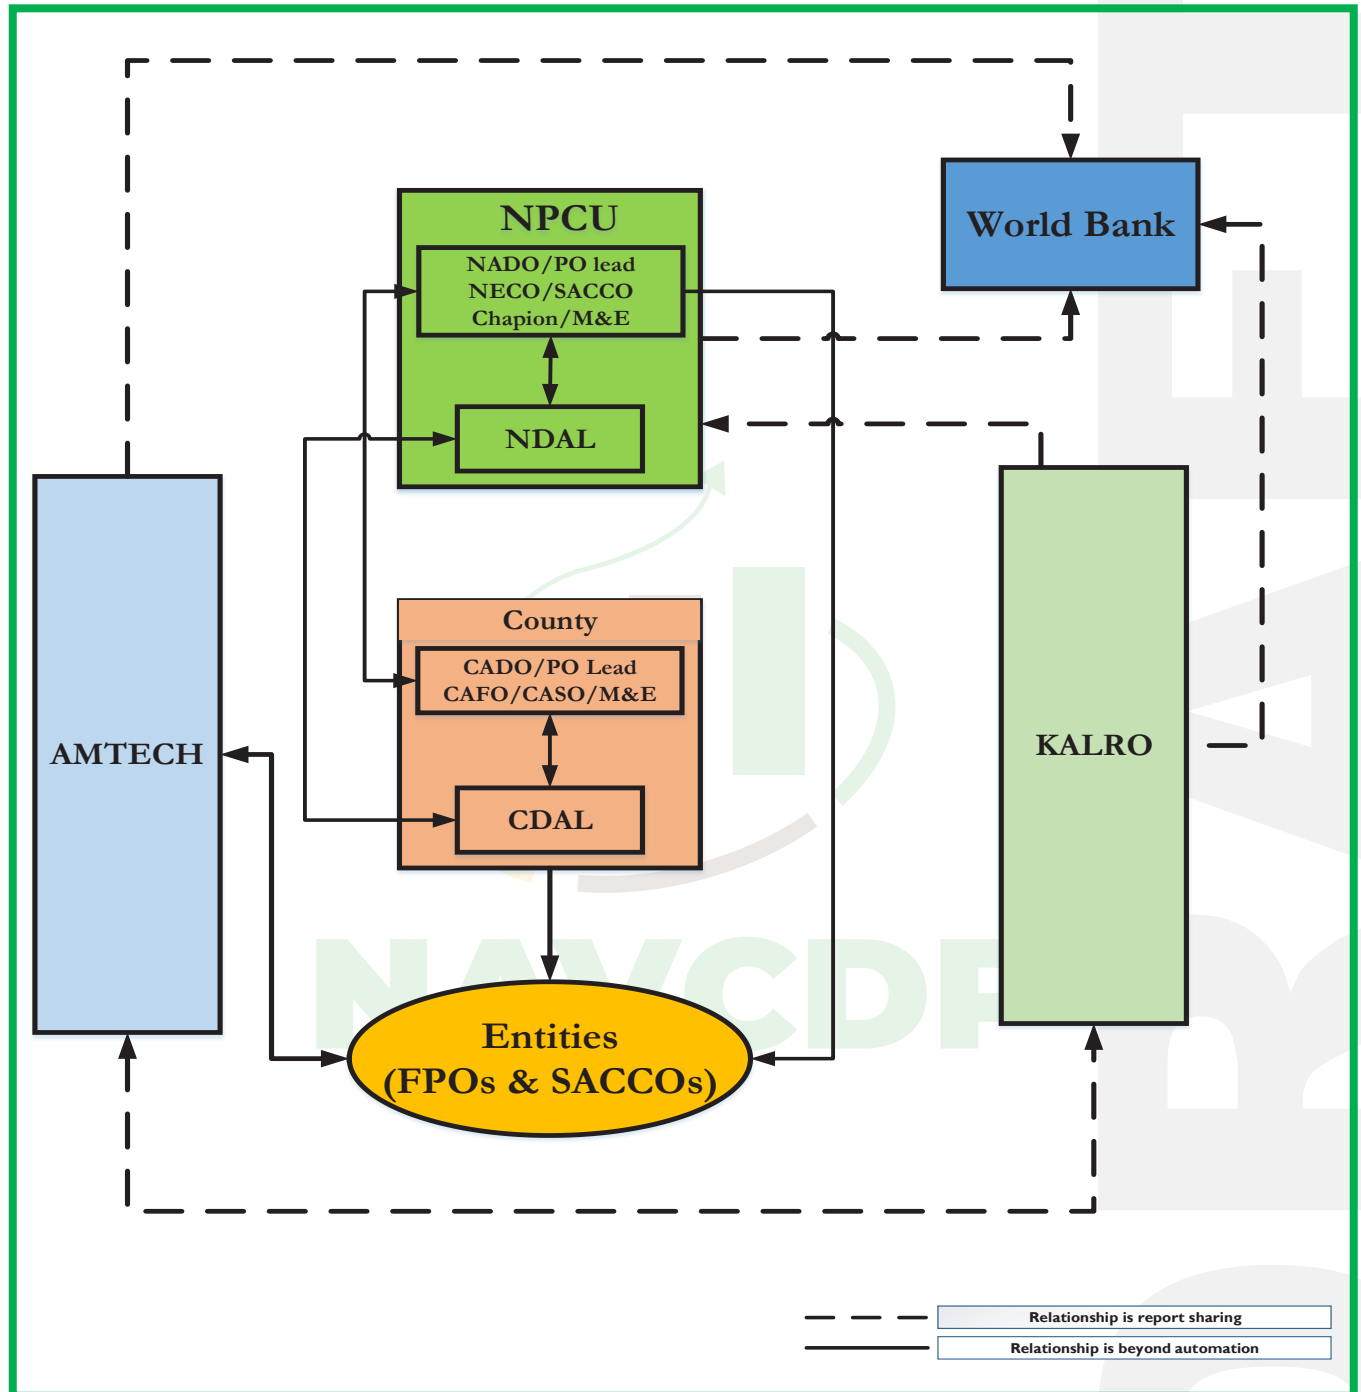 World Bank
NPCU
NADO/PO lead
NECO/SACCO
Chapion/M&E
NDAL
County
CADO/PO Lead
CAFO/CASO/M&E
CDAL
AMTECH
KALRO
NAVCDP
Entities
(FPOs & SACCOs)
Relationship is report sharing
Relationship is beyond automation